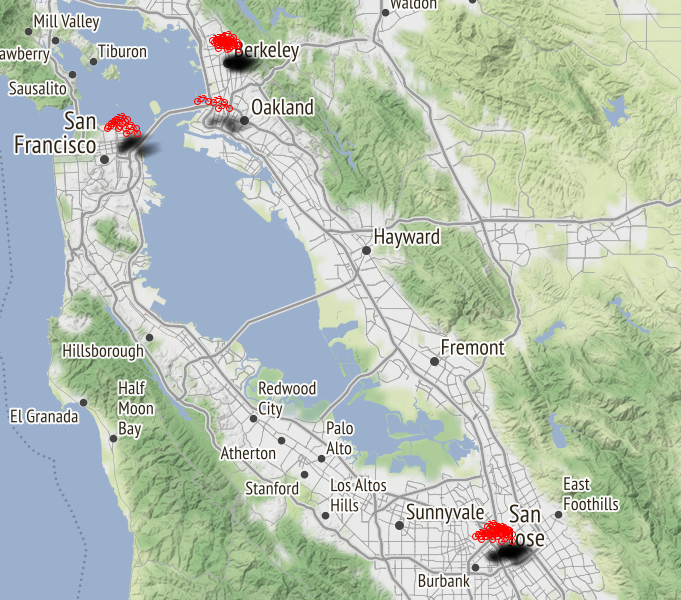 Waldon
Mill Valley
awberry
Tiburon
Berkeley
Sausalito
San
Francisco
Oakland
Hayward
Fremont
Hillsborough
Half
Moon
Bay
El Granada
Redwood
City
Atherton
Palo
Alto
Stanford
Los Altos
Hills
Sunnyvale
San
Jose
East
Foothills
Burbank